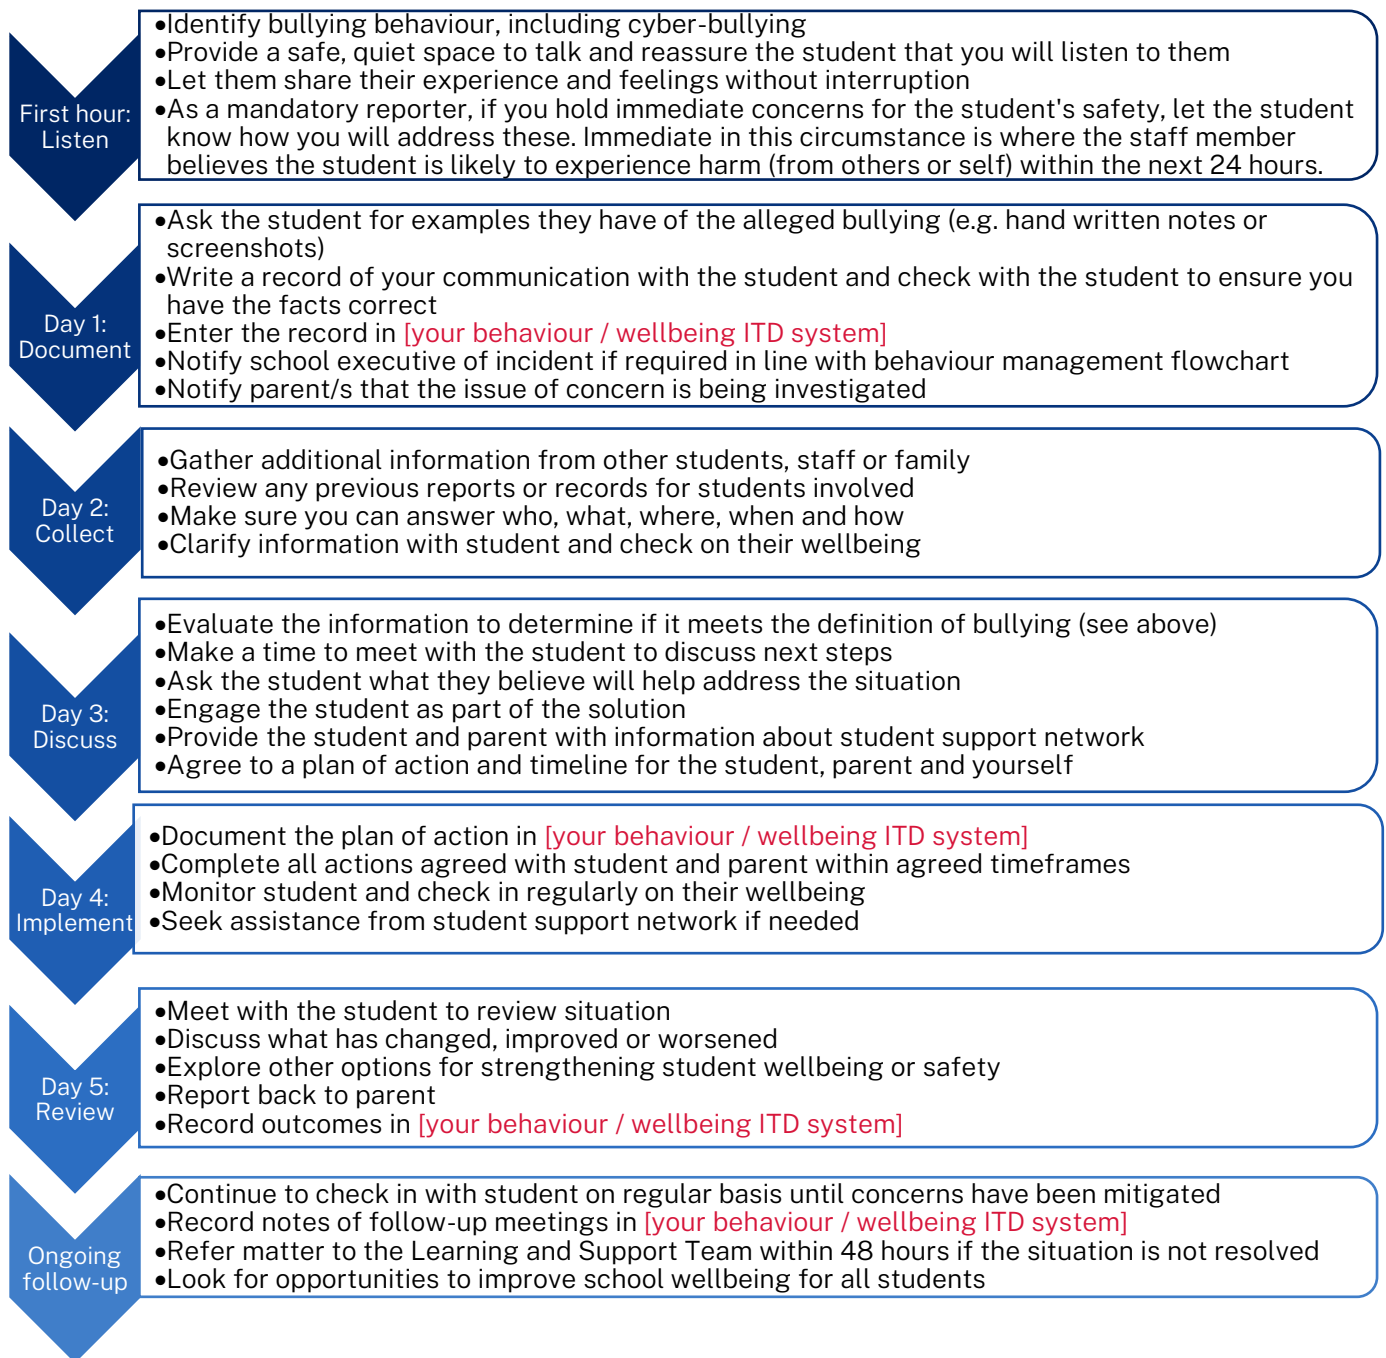 First hour:
Listen
•Identify bullying behaviour, including cyber-bullying
•Provide a safe, quiet space to talk and reassure the student that you will listen to them
•Let them share their experience and feelings without interruption
•As a mandatory reporter, if you hold immediate concerns for the student's safety, let the student
know how you will address these. Immediate in this circumstance is where the staff member
believes the student is likely to experience harm (from others or self) within the next 24 hours.
Day 1:
Document
•Ask the student for examples they have of the alleged bullying (e.g. hand written notes or
screenshots)
•Write a record of your communication with the student and check with the student to ensure you
have the facts correct
•Enter the record in [your behaviour / wellbeing ITD system]
•Notify school executive of incident if required in line with behaviour management flowchart
•Notify parent/s that the issue of concern is being investigated
Day 2:
Collect
•Gather additional information from other students, staff or family
•Review any previous reports or records for students involved
•Make sure you can answer who, what, where, when and how
•Clarify information with student and check on their wellbeing
Day 3:
Discuss
•Evaluate the information to determine if it meets the definition of bullying (see above)
•Make a time to meet with the student to discuss next steps
•Ask the student what they believe will help address the situation
•Engage the student as part of the solution
•Provide the student and parent with information about student support network
•Agree to a plan of action and timeline for the student, parent and yourself
Day 4:
Implement
•Document the plan of action in [your behaviour / wellbeing ITD system]
•Complete all actions agreed with student and parent within agreed timeframes
•Monitor student and check in regularly on their wellbeing
•Seek assistance from student support network if needed
Day 5:
Review
•Meet with the student to review situation
•Discuss what has changed, improved or worsened
•Explore other options for strengthening student wellbeing or safety
•Report back to parent
•Record outcomes in [your behaviour / wellbeing ITD system]
Ongoing
follow-up
•Continue to check in with student on regular basis until concerns have been mitigated
•Record notes of follow-up meetings in [your behaviour / wellbeing ITD system]
•Refer matter to the Learning and Support Team within 48 hours if the situation is not resolved
•Look for opportunities to improve school wellbeing for all students